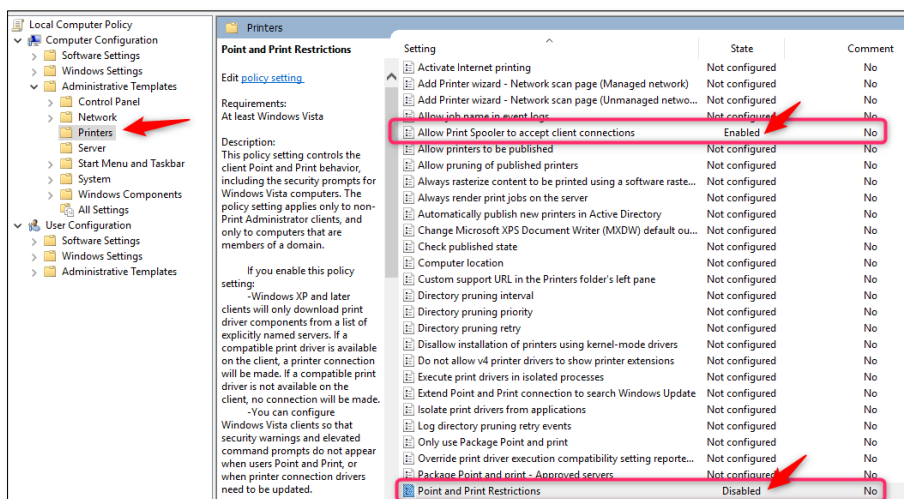 Local Computer Policy
Computer Configuration
Software Settings
Windows Settings
Administrative Templates
Control Panel
Network
Printers
Server
Start Menu and Taskbar
System
Windows Components
All Settings
User Configuration
Software Settings
Windows Settings
Administrative Templates
Printers
Point and Print Restrictions
Edit policy setting
Requirements:
At least Windows Vista
Description:
This policy setting controls the
client Point and Print behavior,
including the security prompts for
Windows Vista computers. The
policy setting applies only to non-
Print Administrator clients, and
only to computers that are
members of a domain.
If you enable this policy
setting:
-Windows XP and later
clients will only download print
driver components from a list of
explicitly named servers. If a
compatible print driver is available
on the client, a printer connection
will be made. If a compatible print
driver is not available on the
client, no connection will be made.
-You can configure
Windows Vista clients so that
security warnings and elevated
command prompts do not appear
when users Point and Print, or
when printer connection drivers
need to be updated.
Setting State Comment
Activate Internet printing Not configured No
Add Printer wizard - Network scan page (Managed network) Not configured No
Add Printer wizard - Network scan page (Unmanaged netwo... Not configured No
Allow job name in event logs Not configured No
Allow Print Spooler to accept client connections Enabled No
Allow printers to be published Not configured No
Allow pruning of published printers Not configured No
Always rasterize content to be printed using a software raste... Not configured No
Always render print jobs on the server Not configured No
Automatically publish new printers in Active Directory Not configured No
Change Microsoft XPS Document Writer (MXDW) default ou... Not configured No
Check published state Not configured No
Computer location Not configured No
Custom support URL in the Printers folder's left pane Not configured No
Directory pruning interval Not configured No
Directory pruning priority Not configured No
Directory pruning retry Not configured No
Disallow installation of printers using kernel-mode drivers Not configured No
Do not allow v4 printer drivers to show printer extensions Not configured No
Execute print drivers in isolated processes Not configured No
Extend Point and Print connection to search Windows Update Not configured No
Isolate print drivers from applications Not configured No
Log directory pruning retry events Not configured No
Only use Package Point and print Not configured No
Override print driver execution compatibility setting reporte... Not configured No
Package Point and print - Approved servers Not configured No
Point and Print Restrictions Disabled No